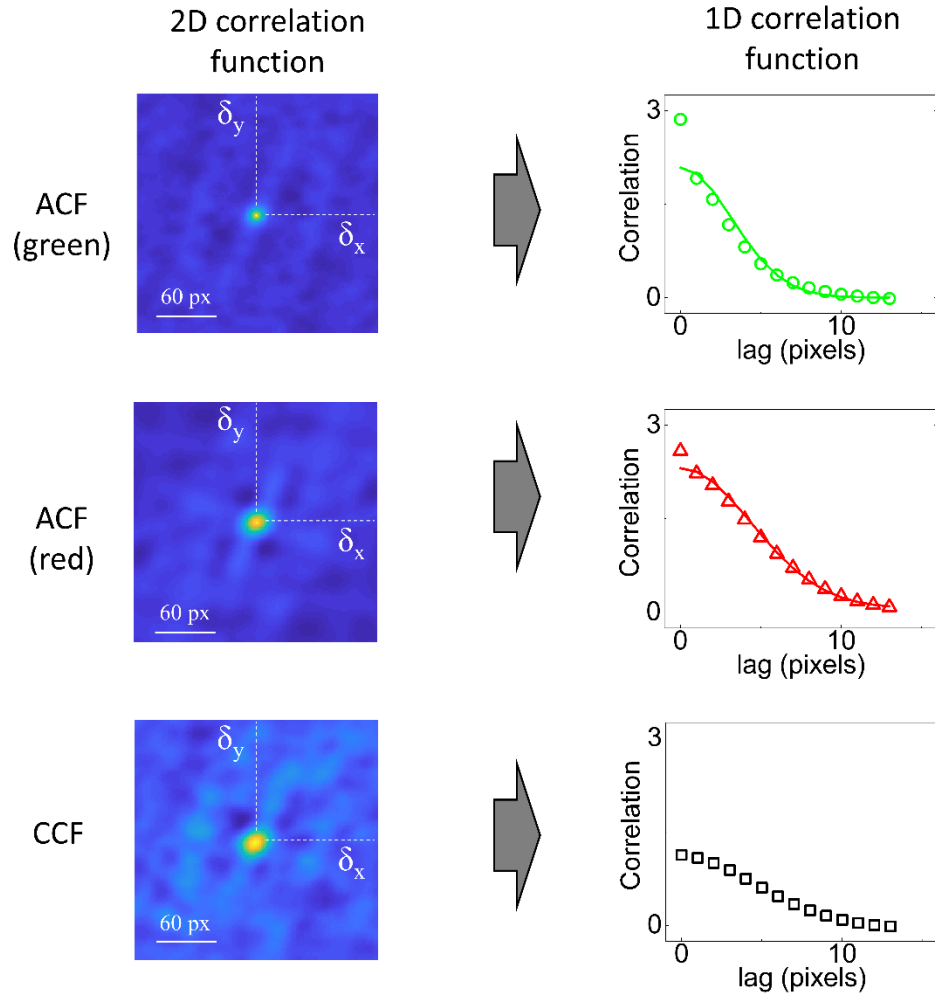 2D correlation
function
1D correlation
function
ACF
(green)
δy
δx
60 px
Correlation
3
0
0
10
lag (pixels)
ACF
(red)
δy
δx
60 px
Correlation
3
0
0
10
lag (pixels)
CCF
δy
δx
60 px
Correlation
3
0
0
10
lag (pixels)